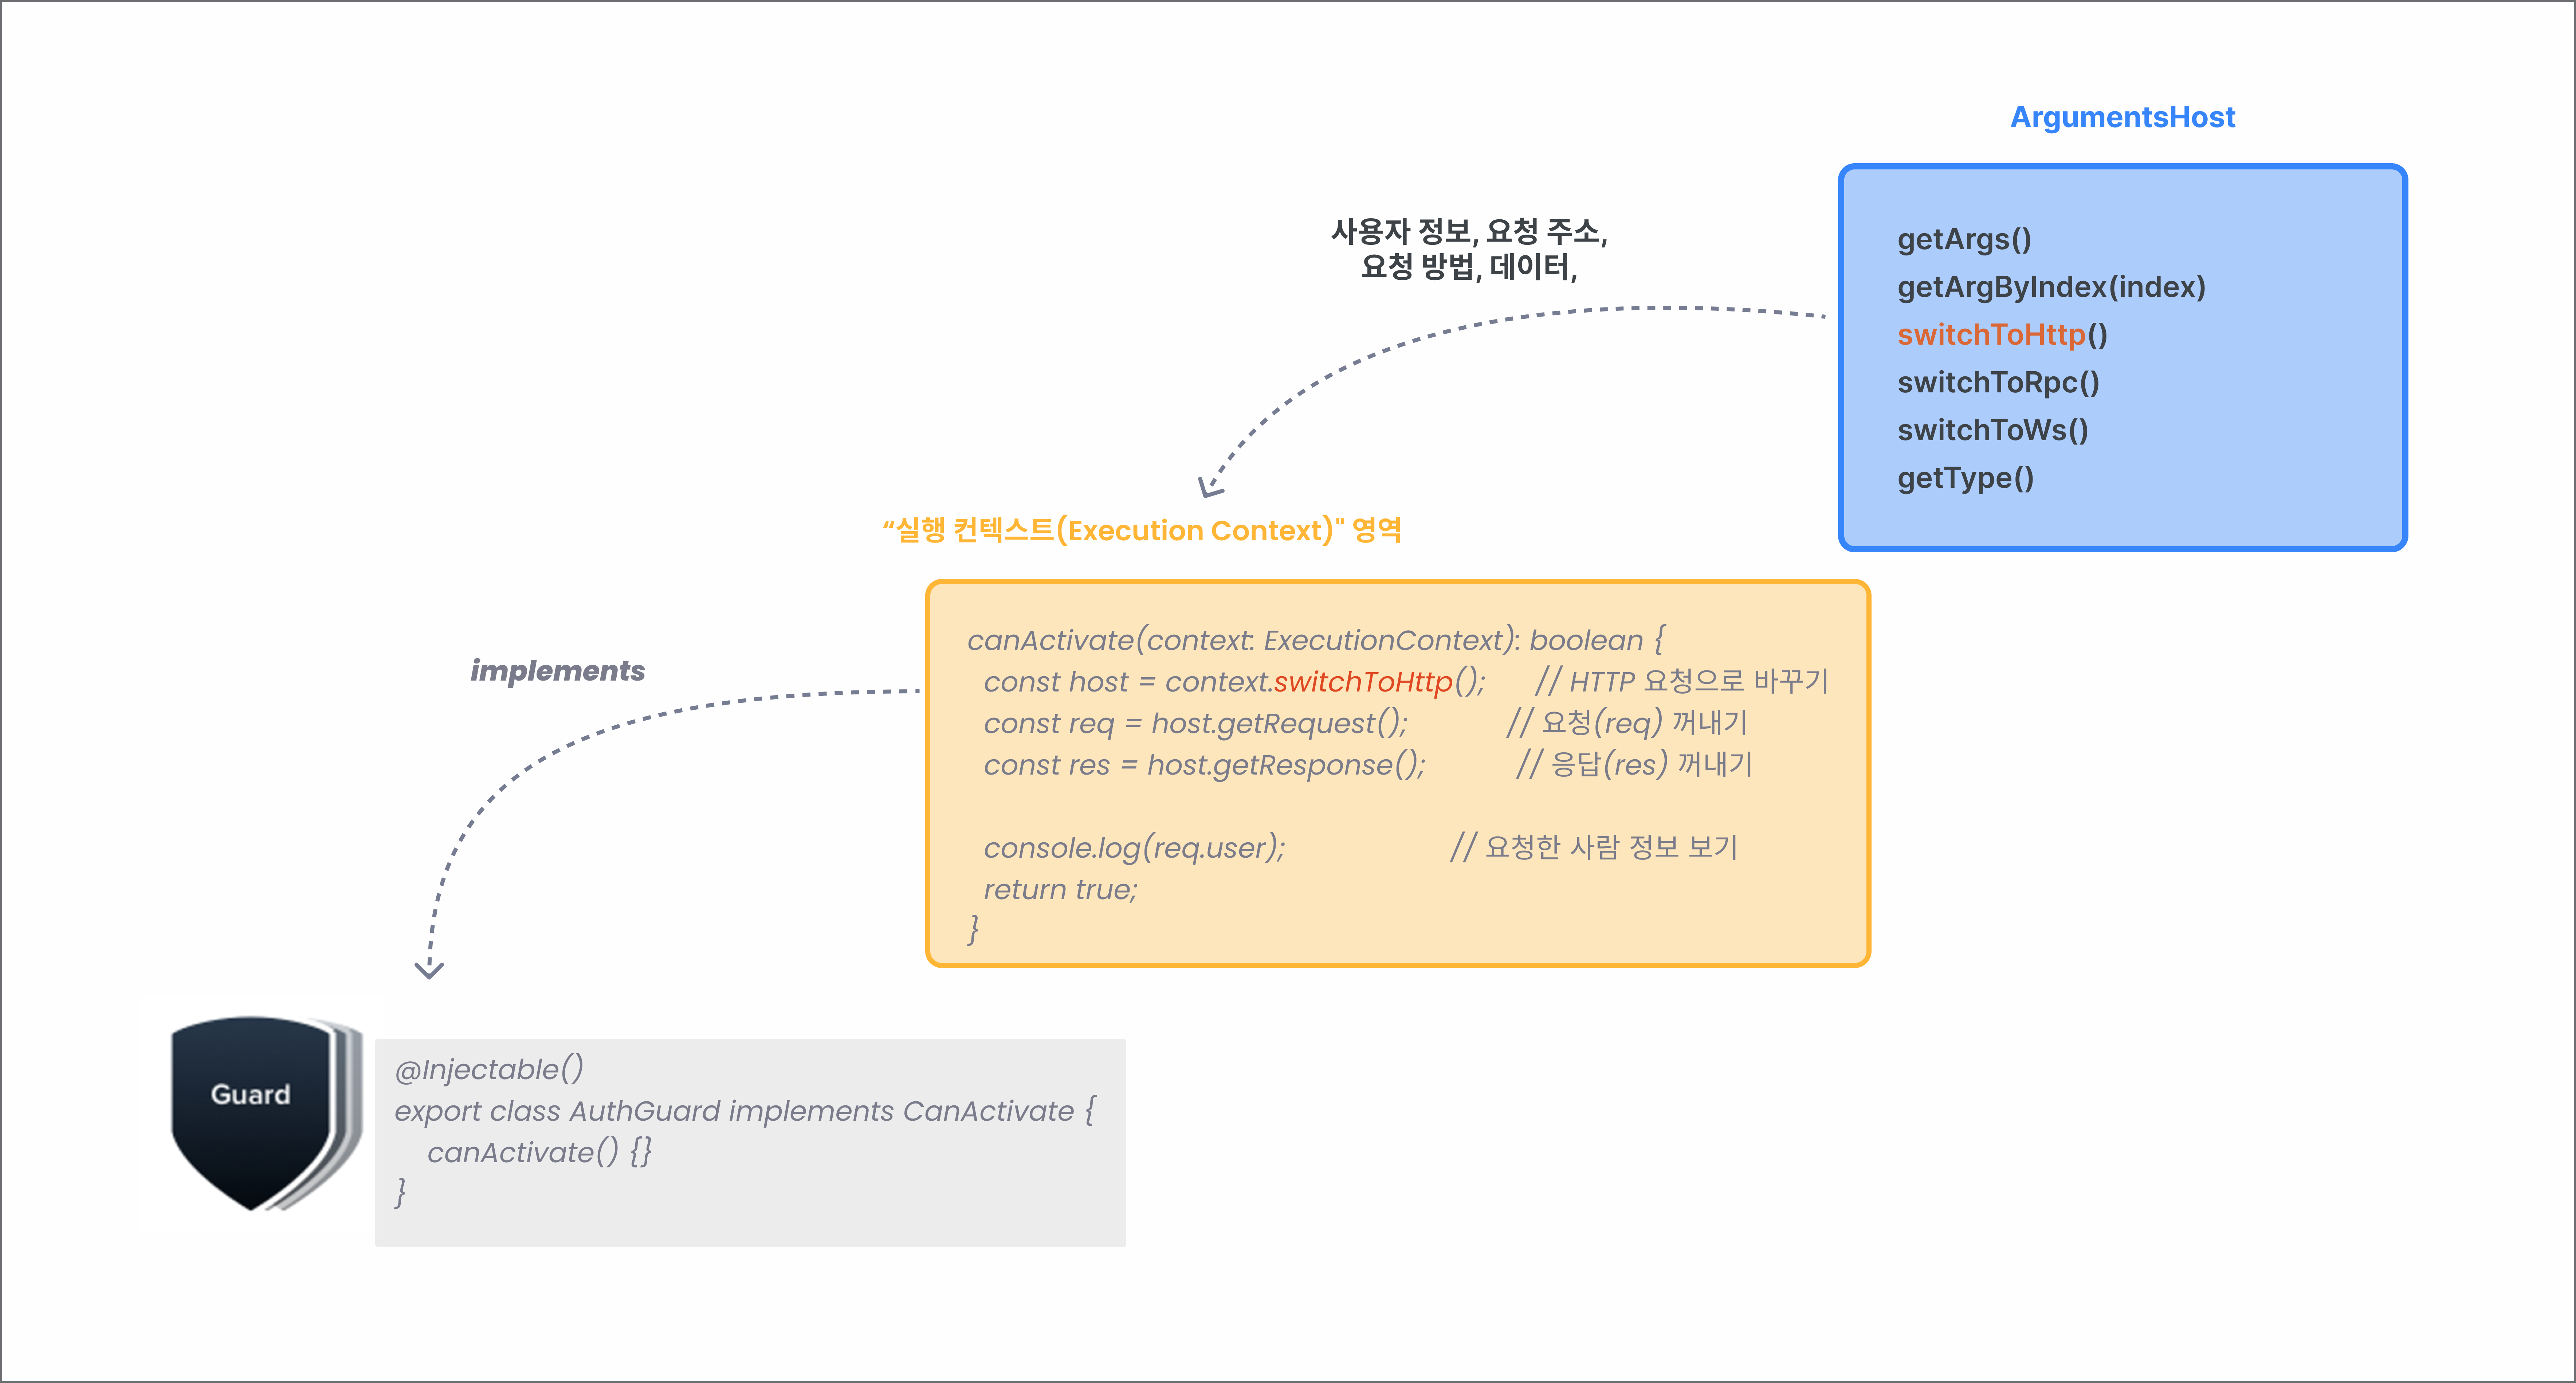 ArgumentsHost
getArgs()
getArgByIndex(index)
switchToHttp()
switchToRpc()
switchToWs()
getType()
사용자 정보, 요청 주소,
요청 방법, 데이터,
“실행 컨텍스트(Execution Context)" 영역
canActivate(context: ExecutionContext): boolean {
const host = context.switchToHttp(); // HTTP 요청으로 바꾸기
const req = host.getRequest(); // 요청(req) 꺼내기
const res = host.getResponse(); // 응답(res) 꺼내기
console.log(req.user); // 요청한 사람 정보 보기
return true;
}
implements
Guard
@Injectable()
export class AuthGuard implements CanActivate {
canActivate() {}
}